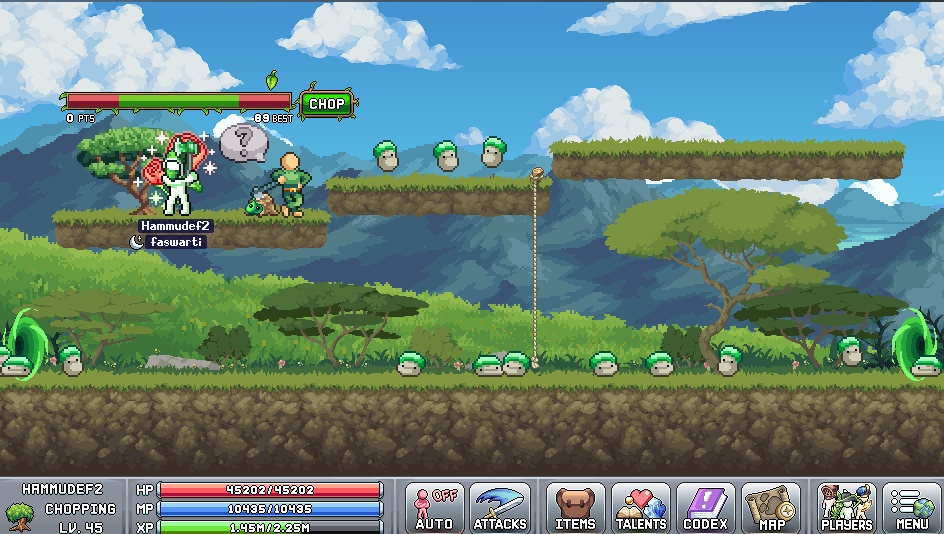 CHOP
0 PTS
89 BEST
?
Hammudef2
faswarti
HAMMUDEF2
CHOPPING
LV. 45
HP 45202/45202
MP 10435/10435
XP 1.45M/2.25M
OFF
AUTO
ATTACKS
ITEMS
TALENTS
CODEX
MAP
PLAYERS
MENU